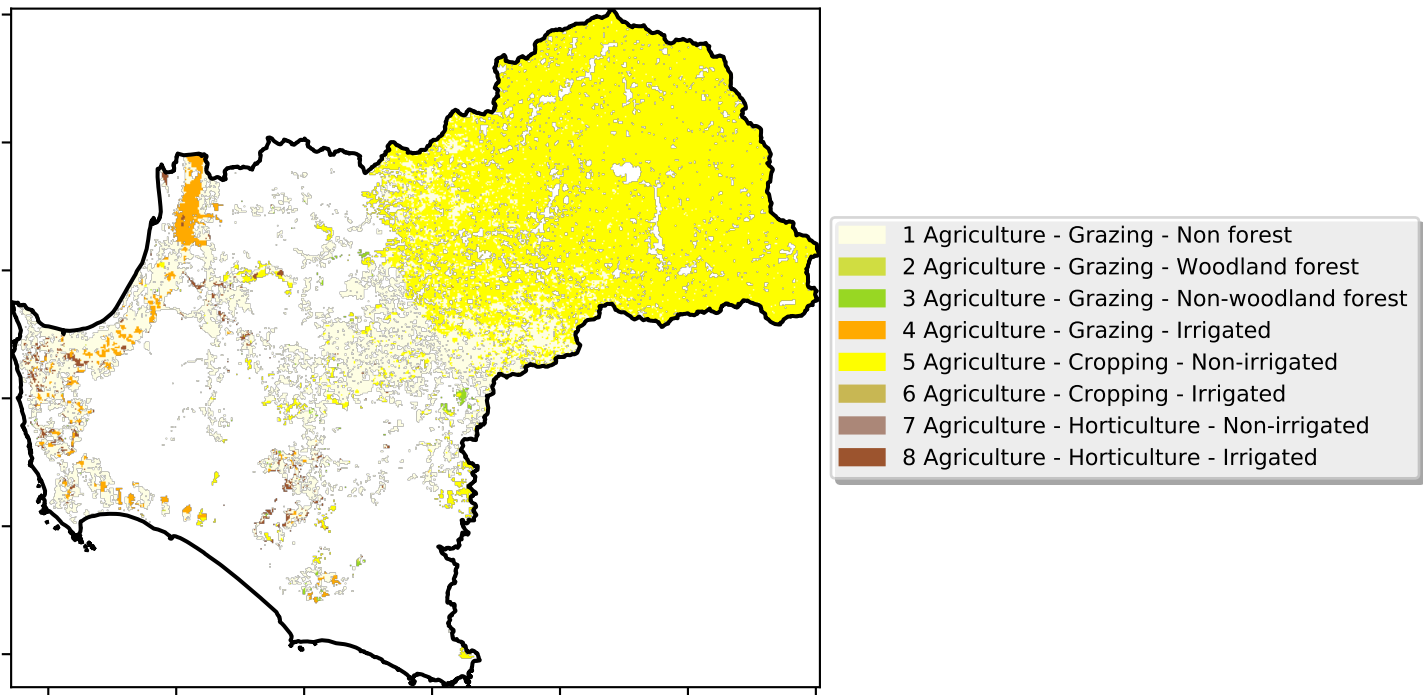 1 Agriculture - Grazing - Non forest
2 Agriculture - Grazing - Woodland forest
3 Agriculture - Grazing - Non-woodland forest
4 Agriculture - Grazing - Irrigated
5 Agriculture - Cropping - Non-irrigated
6 Agriculture - Cropping - Irrigated
7 Agriculture - Horticulture - Non-irrigated
8 Agriculture - Horticulture - Irrigated